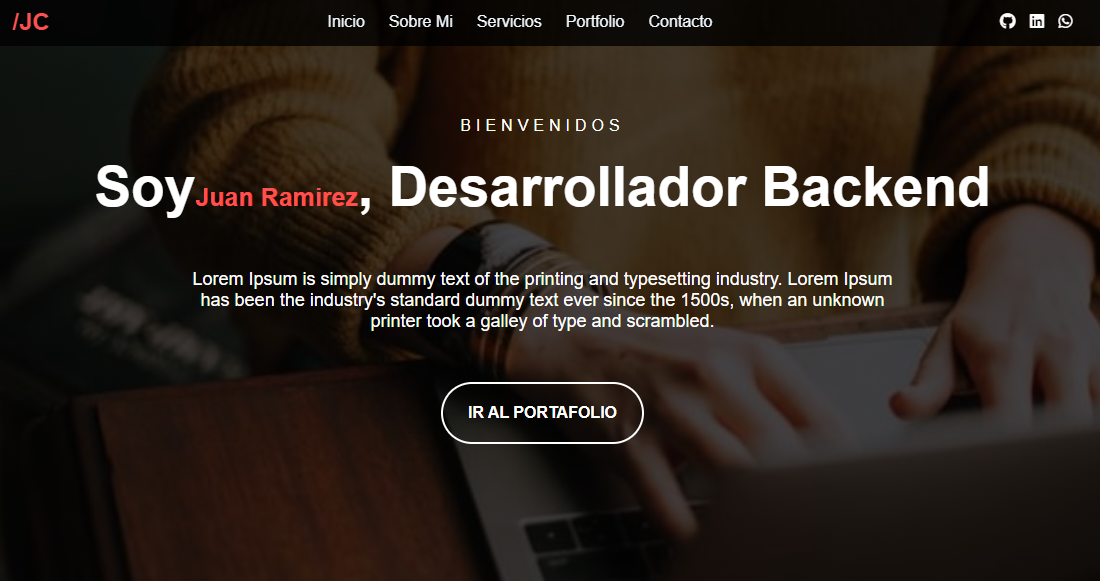 /JC
Inicio Sobre Mi Servicios Portfolio Contacto
BIENVENIDOS
Soy Juan Ramirez, Desarrollador Backend
Lorem Ipsum is simply dummy text of the printing and typesetting industry. Lorem Ipsum
has been the industry's standard dummy text ever since the 1500s, when an unknown
printer took a galley of type and scrambled.
IR AL PORTAFOLIO